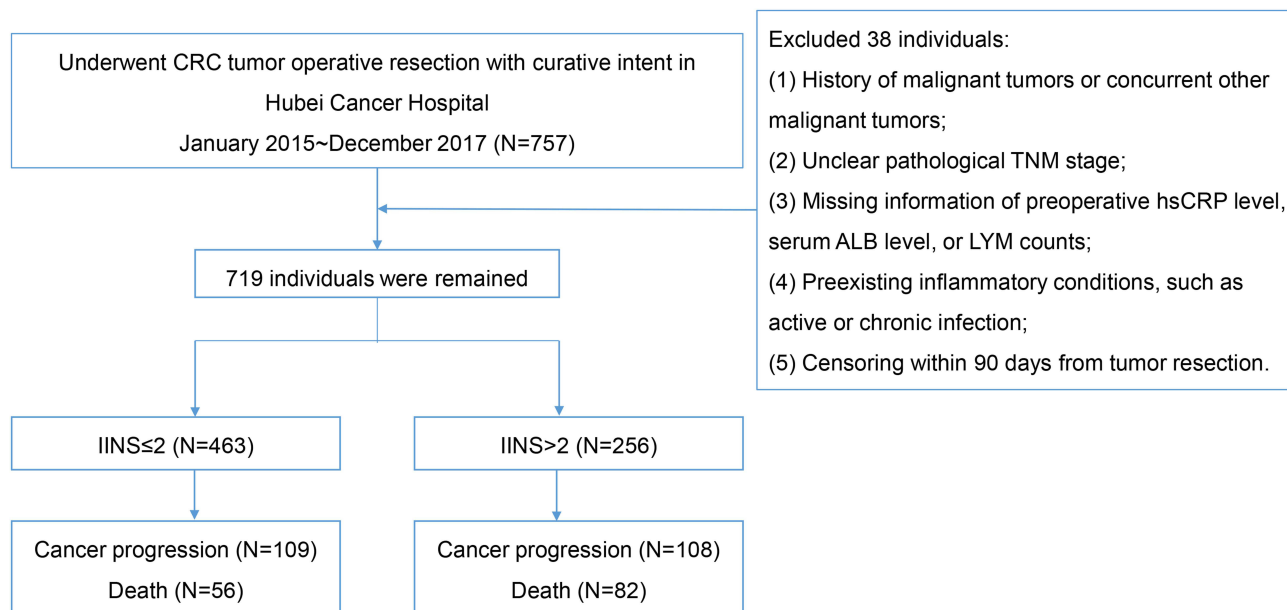 Underwent CRC tumor operative resection with curative intent in
Hubei Cancer Hospital
January 2015~December 2017 (N=757)
Excluded 38 individuals:
(1) History of malignant tumors or concurrent other
malignant tumors;
(2) Unclear pathological TNM stage;
(3) Missing information of preoperative hsCRP level,
serum ALB level, or LYM counts;
(4) Preexisting inflammatory conditions, such as
active or chronic infection;
(5) Censoring within 90 days from tumor resection.
719 individuals were remained
IINS≤2 (N=463)
IINS>2 (N=256)
Cancer progression (N=109)
Death (N=56)
Cancer progression (N=108)
Death (N=82)